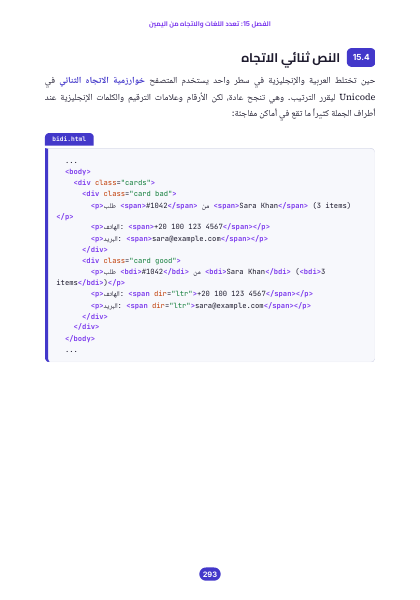 الفصل 15: تعدد اللغات والاتجاه من اليمين
15.4 النص ثنائي الاتجاه
حين تختلط العربية والإنجليزية في سطر واحد يستخدم المتصفح خوارزمية الاتجاه الثنائي في
Unicode ليقرر الترتيب. وهي تنجح عادة، لكن الأرقام وعلامات الترقيم والكلمات الإنجليزية عند
أطراف الجملة كثيراً ما تقع في أماكن مفاجئة:
bidi.html
...
<body>
<div class="cards">
<div class="card bad">
<p>طلب <span>#1042</span> من <span>Sara Khan</span> (3 items)
</p>
<p>الهاتف: <span>+20 100 123 4567</span></p>
<p>البريد: <span>sara@example.com</span></p>
</div>
<div class="card good">
<p>طلب <bdi>#1042</bdi> من <bdi>Sara Khan</bdi> (<bdi>3
items</bdi>)</p>
<p>الهاتف: <span dir="ltr">+20 100 123 4567</span></p>
<p>البريد: <span dir="ltr">sara@example.com</span></p>
</div>
</div>
</body>
...
293